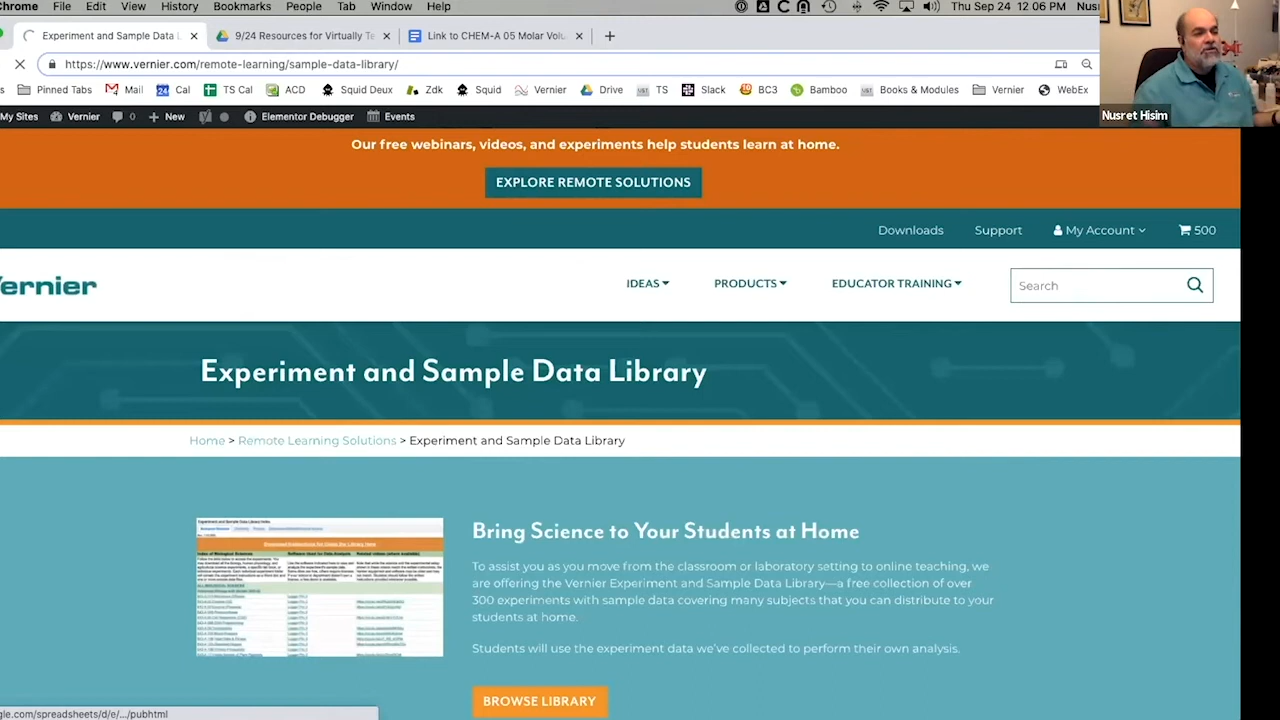 Chrome File Edit View History Bookmarks People Tab Window Help Thu Sep 24 12:06 PM Nus
Experiment and Sample Data L × 9/24 Resources for Virtually Te × Link to CHEM-A 05 Molar Volu × +
https://www.vernier.com/remote-learning/sample-data-library/
Pinned Tabs Mail 24 Cal TS Cal ACD Squid Deux Zdk Squid Vernier Drive TS Slack BC3 Bamboo Books & Modules Vernier WebEx
Nusret Hisim
My Sites Vernier 0 New Elementor Debugger Events
Our free webinars, videos, and experiments help students learn at home.
EXPLORE REMOTE SOLUTIONS
Downloads Support My Account 500
Vernier
IDEAS PRODUCTS EDUCATOR TRAINING Search
Experiment and Sample Data Library
Home > Remote Learning Solutions > Experiment and Sample Data Library
Bring Science to Your Students at Home
To assist you as you move from the classroom or laboratory setting to online teaching, we
are offering the Vernier Experiment and Sample Data Library—a free collection of over
300 experiments with sample data covering many subjects that you can distribute to your
students at home.
Students will use the experiment data we've collected to perform their own analysis.
BROWSE LIBRARY
gle.com/spreadsheets/d/e/.../pubhtml